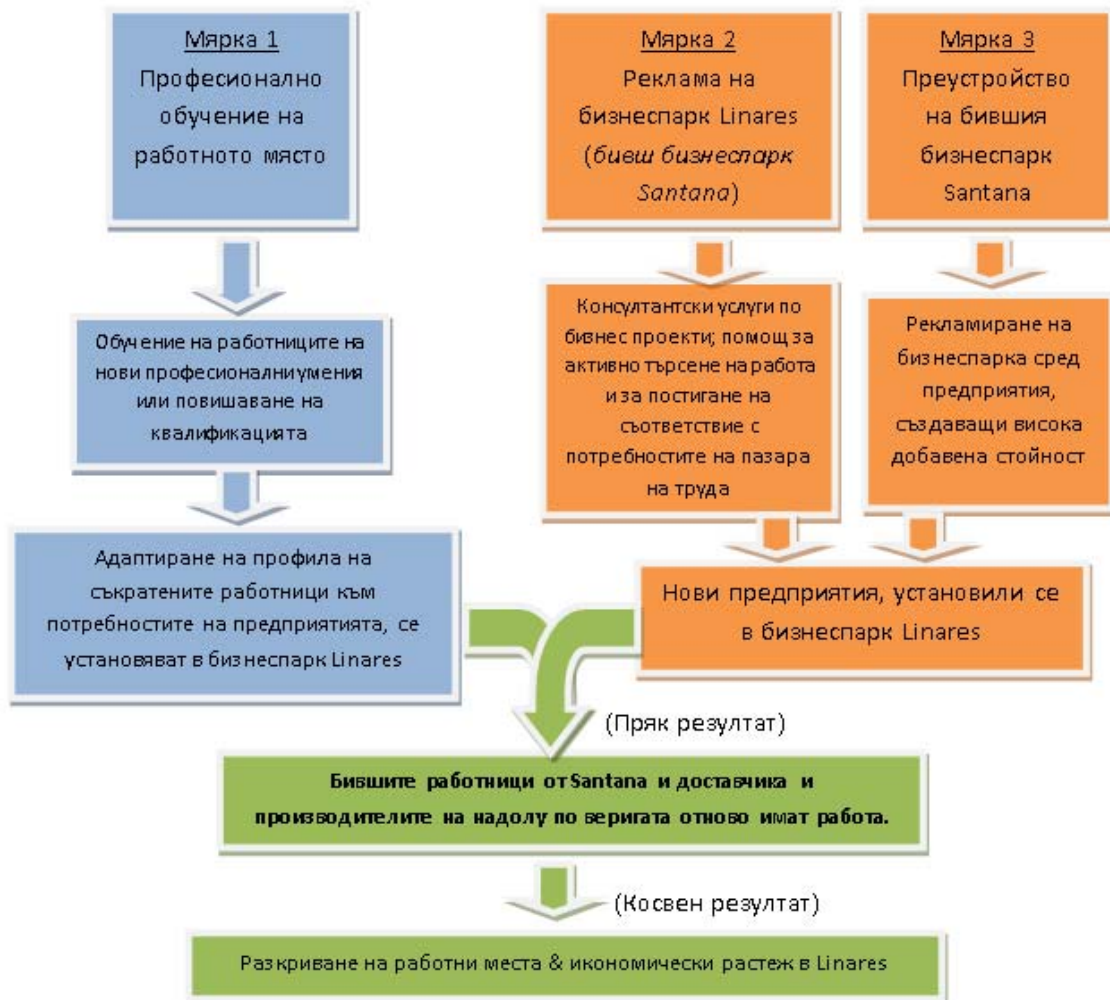 Мярка 1
Професионално
обучение на
работното място
Мярка 2
Реклама на
бизнеспарк Linares
(бивш бизнеспарк
Santana)
Мярка 3
Преустройство
на бившия
бизнеспарк
Santana
Обучение на работниците на
нови професионалниумения
или повишаване на
квалификацията
Консултантски услуги по
бизнес проекти; помощ за
активно търсене на работа
и за постигане на
съответствие с
потребностите на пазара
на труда
Рекламиране на
бизнеспарка сред
предприятия,
създаващи висока
добавена стойност
Адаптиране на профила на
съкратените работници към
потребностите на предприятията, се
установяват в бизнеспарк Linares
Нови предприятия, установили се
в бизнеспарк Linares
(Пряк резултат)
Бившите работници от Santana и доставчика и
производителите на надолу по веригата отново имат работа.
(Косвен резултат)
Разкриване на работни места & икономически растеж в Linares